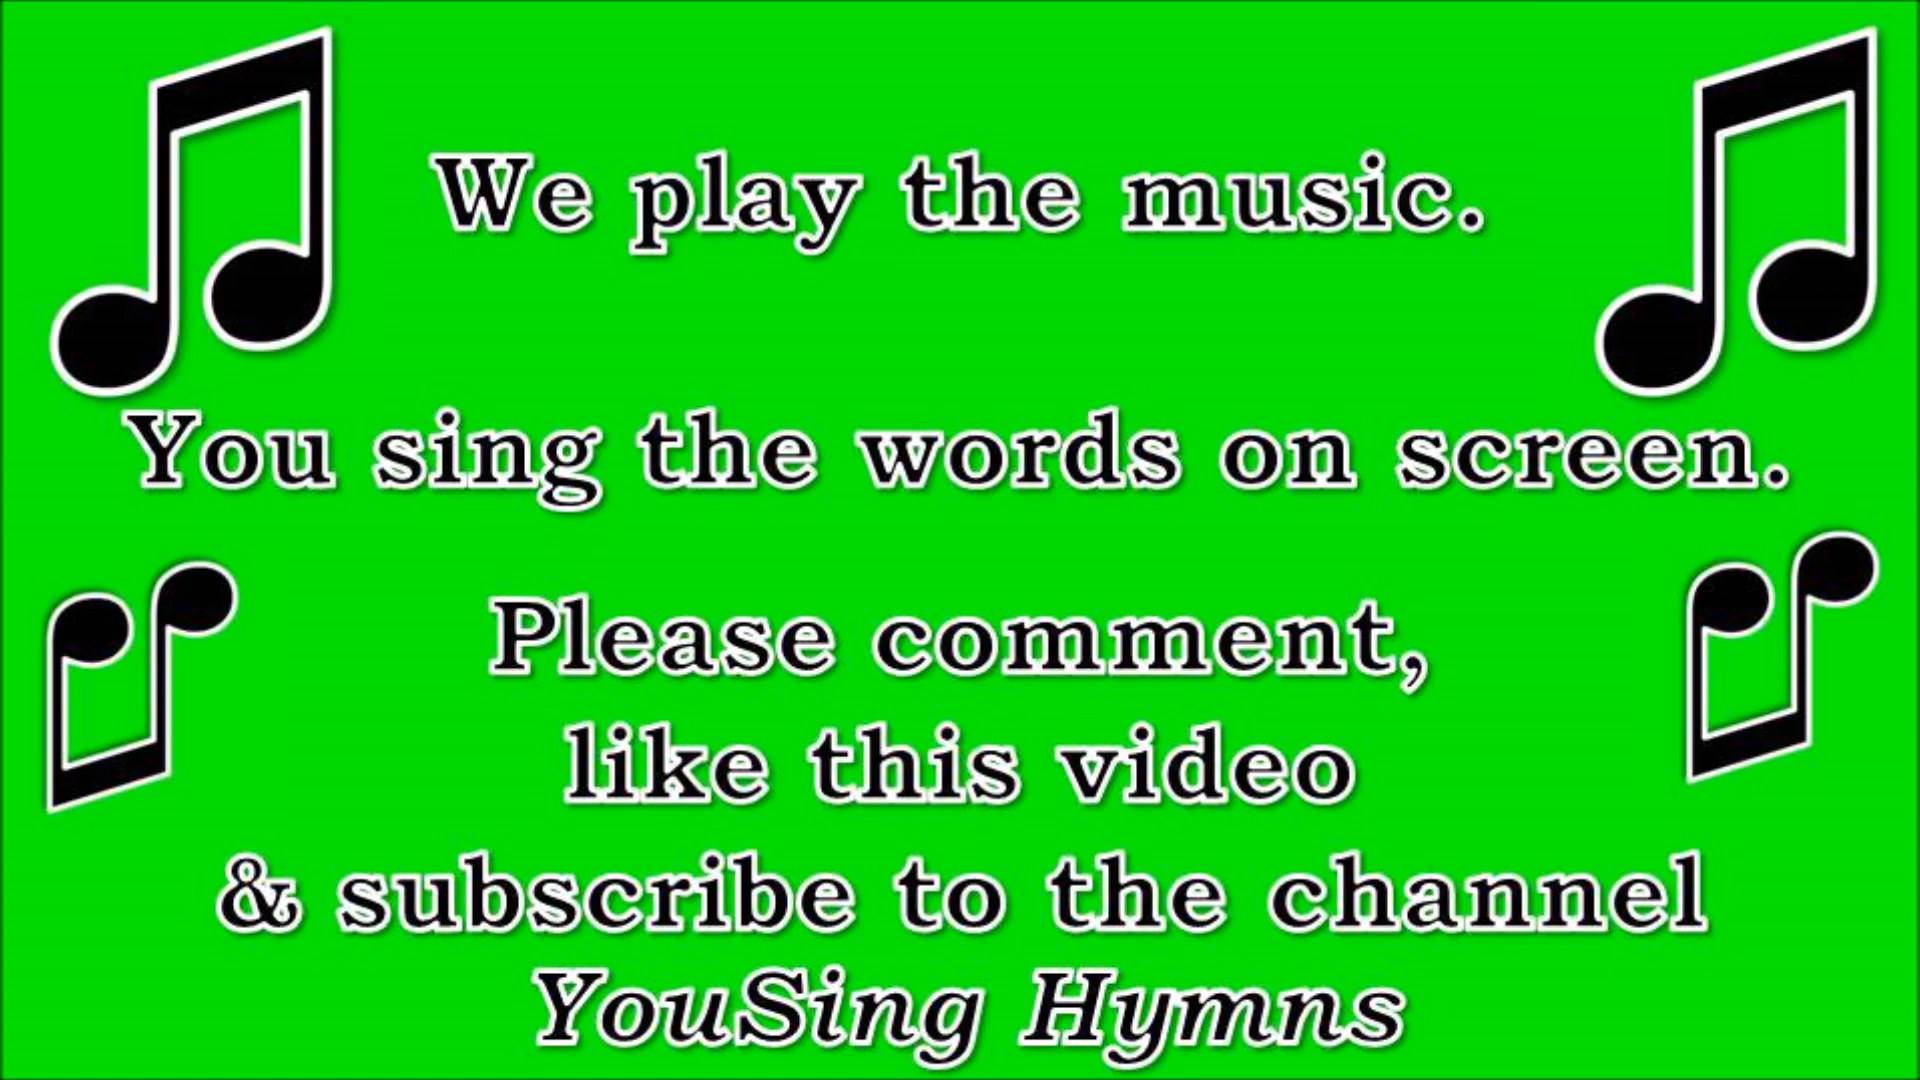 We play the music.
You sing the words on screen.
Please comment,
like this video
& subscribe to the channel
YouSing Hymns